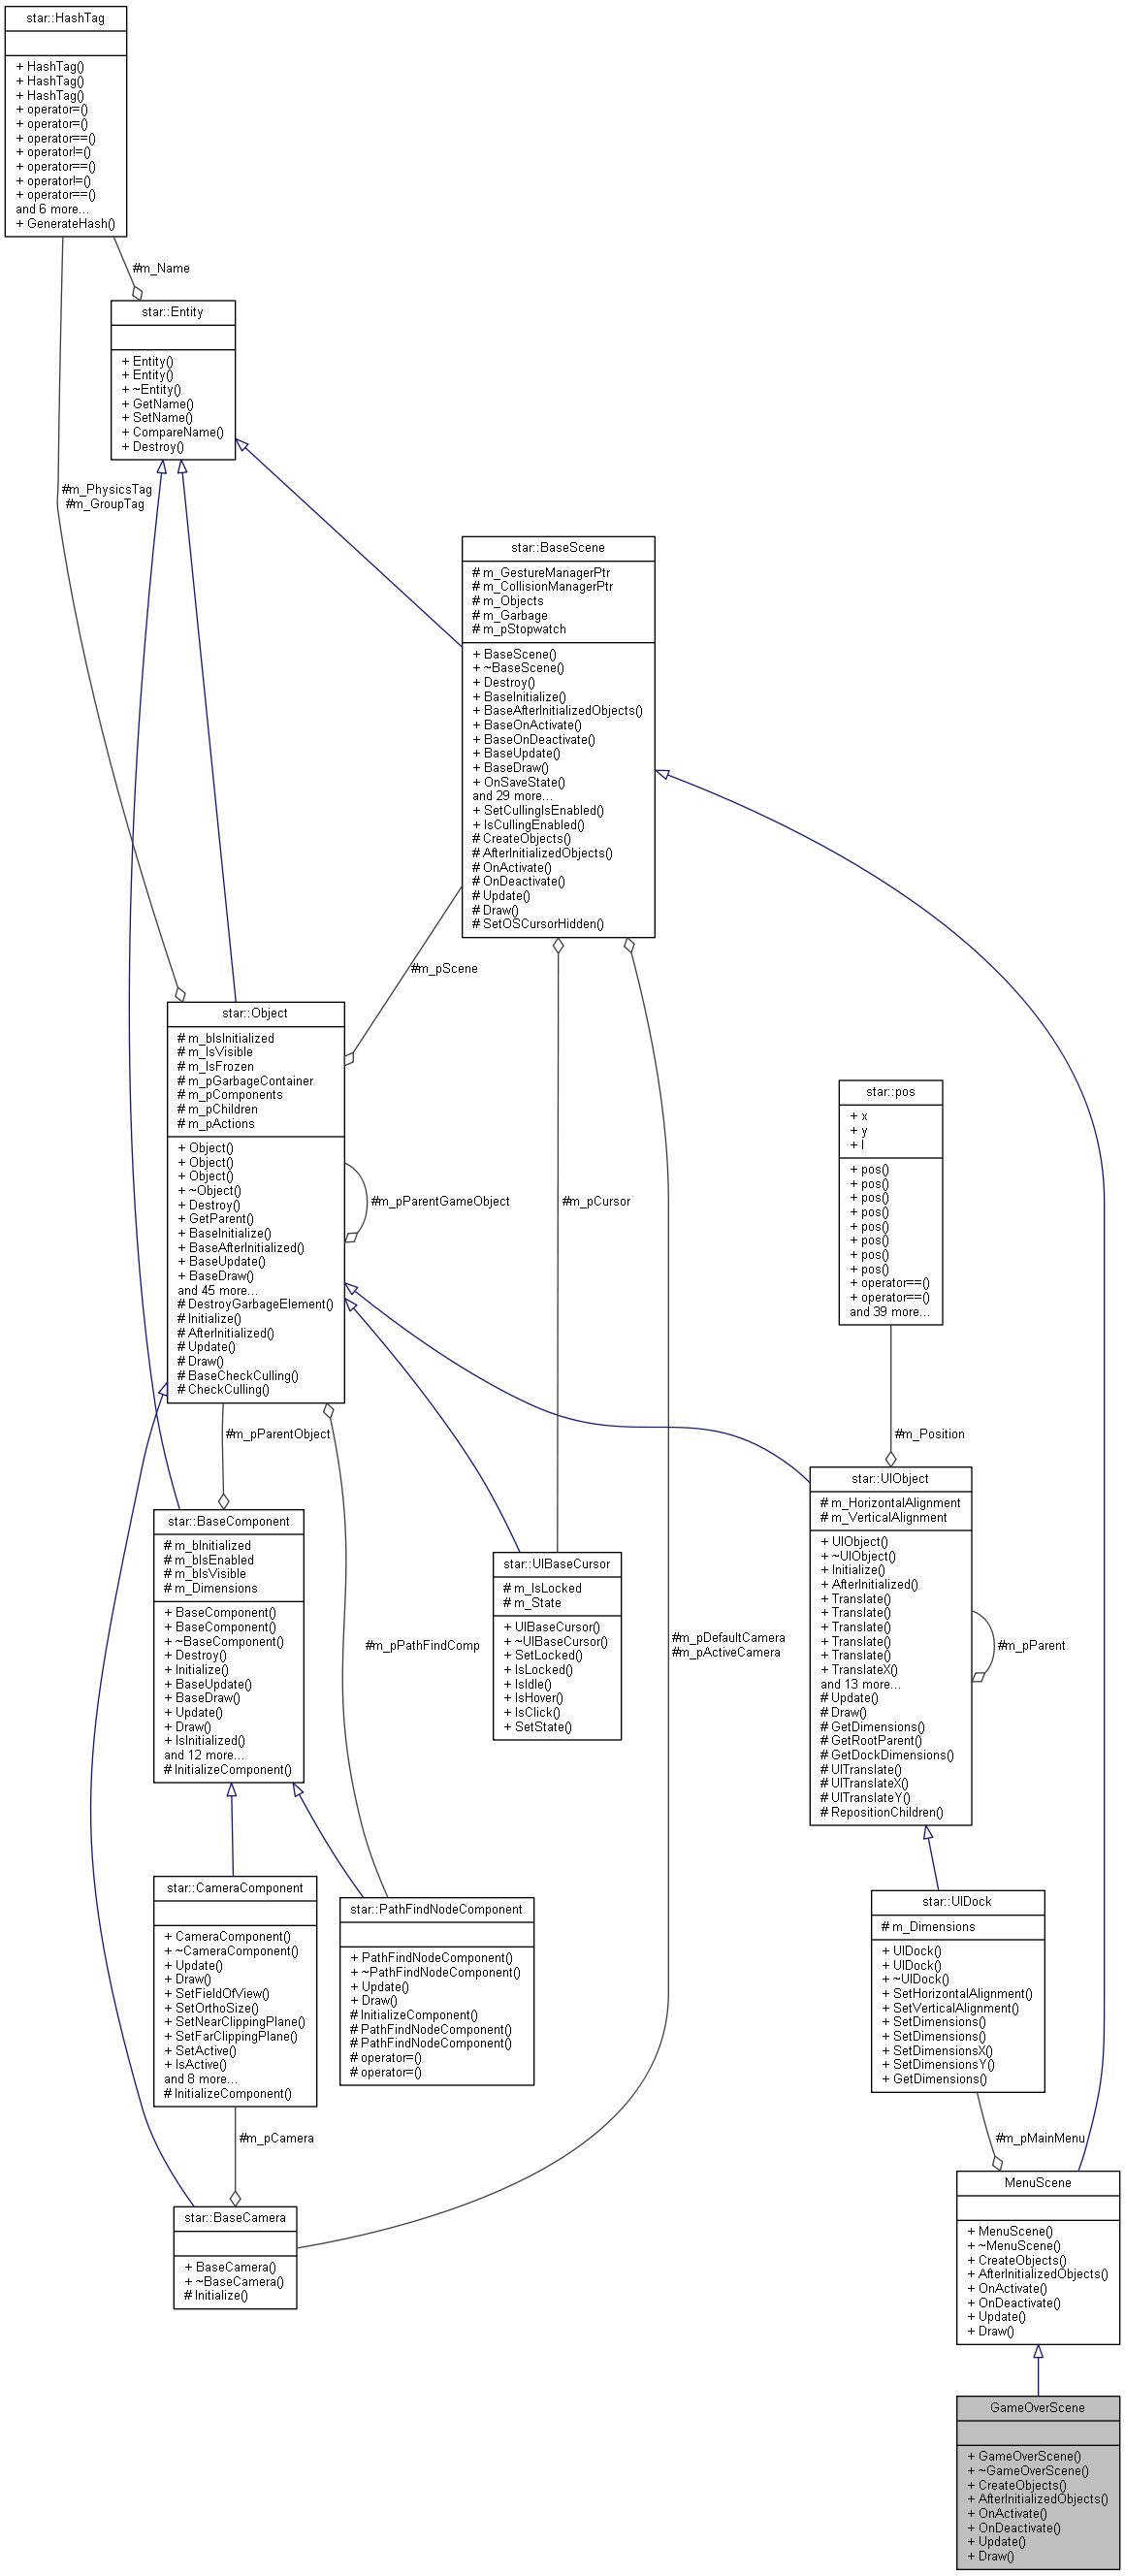 star::HashTag
+ HashTag()
+ HashTag()
+ HashTag()
+ operator=()
+ operator=()
+ operator==()
+ operator!=()
+ operator==()
+ operator!=()
+ operator==()
and 6 more...
+ GenerateHash()
#m_Name
star::Entity
+ Entity()
+ Entity()
+ ~Entity()
+ GetName()
+ SetName()
+ CompareName()
+ Destroy()
#m_PhysicsTag
#m_GroupTag
star::BaseScene
# m_GestureManagerPtr
# m_CollisionManagerPtr
# m_Objects
# m_Garbage
# m_pStopwatch
+ BaseScene()
+ ~BaseScene()
+ Destroy()
+ BaseInitialize()
+ BaseAfterInitializedObjects()
+ BaseOnActivate()
+ BaseOnDeactivate()
+ BaseUpdate()
+ BaseDraw()
+ OnSaveState()
and 29 more...
+ SetCullingIsEnabled()
+ IsCullingEnabled()
# CreateObjects()
# AfterInitializedObjects()
# OnActivate()
# OnDeactivate()
# Update()
# Draw()
# SetOSCursorHidden()
#m_pScene
star::Object
# m_bIsInitialized
# m_IsVisible
# m_IsFrozen
# m_pGarbageContainer
# m_pComponents
# m_pChildren
# m_pActions
+ Object()
+ Object()
+ Object()
+ ~Object()
+ Destroy()
+ GetParent()
+ BaseInitialize()
+ BaseAfterInitialized()
+ BaseUpdate()
+ BaseDraw()
and 45 more...
# DestroyGarbageElement()
# Initialize()
# AfterInitialized()
# Update()
# Draw()
# BaseCheckCulling()
# CheckCulling()
#m_pParentGameObject
#m_pCursor
star::pos
+ x
+ y
+ l
+ pos()
+ pos()
+ pos()
+ pos()
+ pos()
+ pos()
+ pos()
+ pos()
+ operator==()
+ operator==()
and 39 more...
#m_pParentObject
#m_Position
star::BaseComponent
# m_bInitialized
# m_bIsEnabled
# m_bIsVisible
# m_Dimensions
+ BaseComponent()
+ BaseComponent()
+ ~BaseComponent()
+ Destroy()
+ Initialize()
+ BaseUpdate()
+ BaseDraw()
+ Update()
+ Draw()
+ IsInitialized()
and 12 more...
# InitializeComponent()
#m_pPathFindComp
star::UIBaseCursor
# m_IsLocked
# m_State
+ UIBaseCursor()
+ ~UIBaseCursor()
+ SetLocked()
+ IsLocked()
+ IsIdle()
+ IsHover()
+ IsClick()
+ SetState()
#m_pDefaultCamera
#m_pActiveCamera
star::UIObject
# m_HorizontalAlignment
# m_VerticalAlignment
+ UIObject()
+ ~UIObject()
+ Initialize()
+ AfterInitialized()
+ Translate()
+ Translate()
+ Translate()
+ Translate()
+ Translate()
+ TranslateX()
and 13 more...
# Update()
# Draw()
# GetDimensions()
# GetRootParent()
# GetDockDimensions()
# UITranslate()
# UITranslateX()
# UITranslateY()
# RepositionChildren()
#m_pParent
star::CameraComponent
+ CameraComponent()
+ ~CameraComponent()
+ Update()
+ Draw()
+ SetFieldOfView()
+ SetOrthoSize()
+ SetNearClippingPlane()
+ SetFarClippingPlane()
+ SetActive()
+ IsActive()
and 8 more...
# InitializeComponent()
star::PathFindNodeComponent
+ PathFindNodeComponent()
+ ~PathFindNodeComponent()
+ Update()
+ Draw()
# InitializeComponent()
# PathFindNodeComponent()
# PathFindNodeComponent()
# operator=()
# operator=()
star::UIDock
# m_Dimensions
+ UIDock()
+ UIDock()
+ ~UIDock()
+ SetHorizontalAlignment()
+ SetVerticalAlignment()
+ SetDimensions()
+ SetDimensions()
+ SetDimensionsX()
+ SetDimensionsY()
+ GetDimensions()
#m_pCamera
#m_pMainMenu
star::BaseCamera
+ BaseCamera()
+ ~BaseCamera()
# Initialize()
MenuScene
+ MenuScene()
+ ~MenuScene()
+ CreateObjects()
+ AfterInitializedObjects()
+ OnActivate()
+ OnDeactivate()
+ Update()
+ Draw()
GameOverScene
+ GameOverScene()
+ ~GameOverScene()
+ CreateObjects()
+ AfterInitializedObjects()
+ OnActivate()
+ OnDeactivate()
+ Update()
+ Draw()